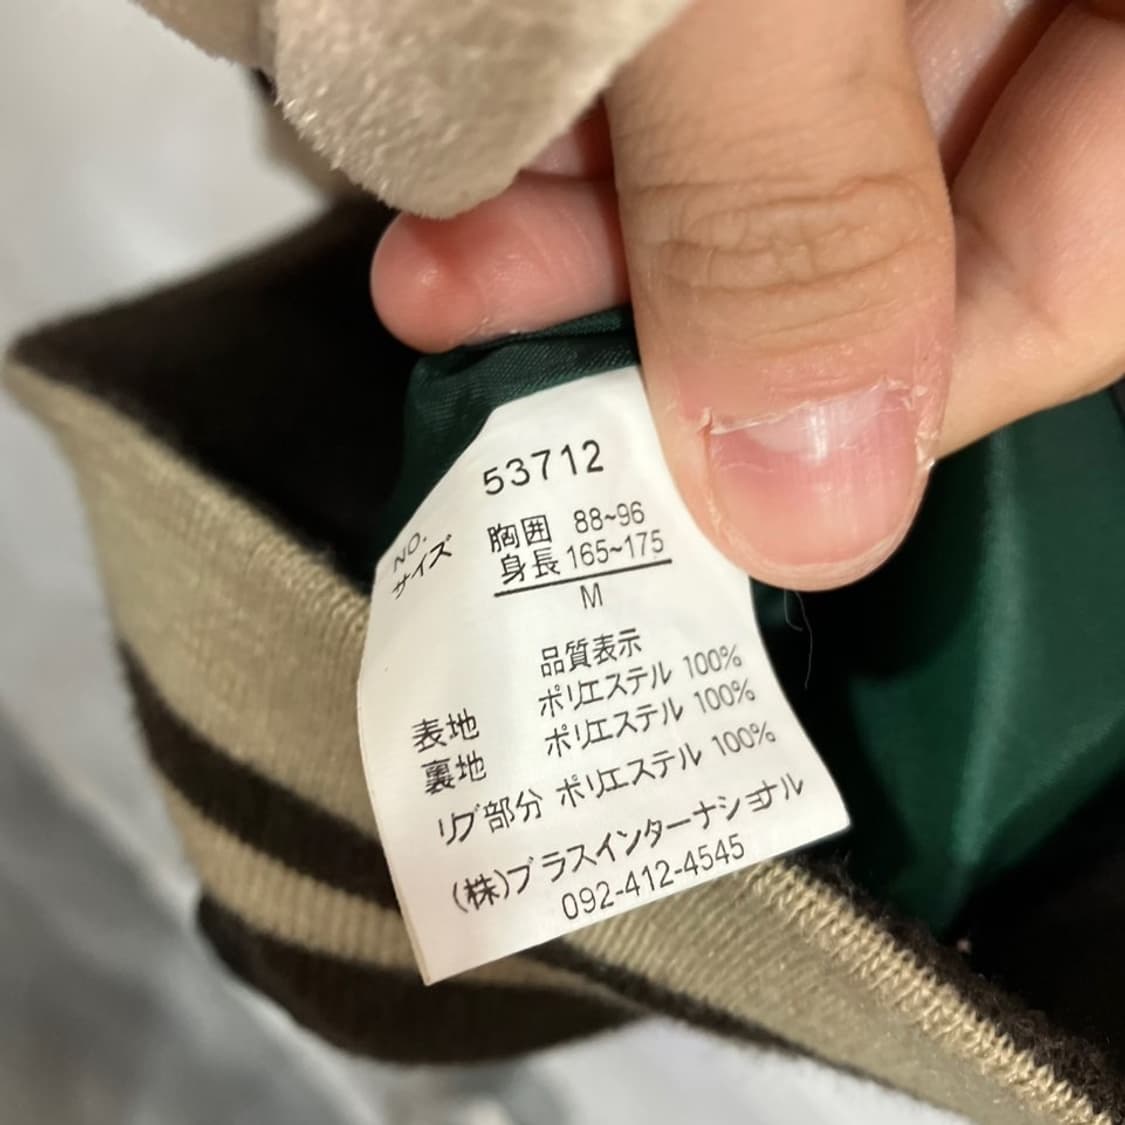 NO. 53712
サイズ 胸囲 88~96
身長 165~175
M
品質表示
表地 ポリエステル 100%
裏地 ポリエステル 100%
リブ部分 ポリエステル 100%
(株)プラスインターナショナル
092-412-4545